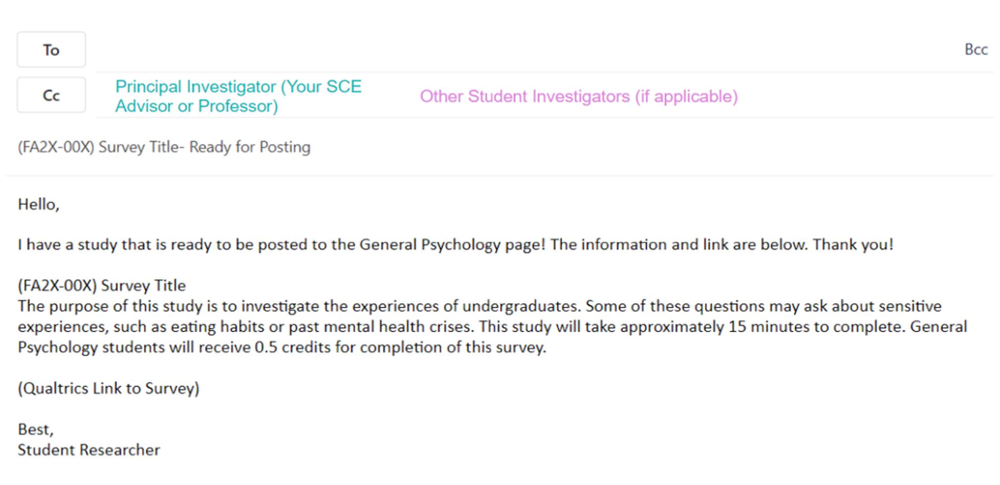 To
Bcc
Cc
Principal Investigator (Your SCE
Advisor or Professor)
Other Student Investigators (if applicable)
(FA2X-00X) Survey Title- Ready for Posting
Hello,
I have a study that is ready to be posted to the General Psychology page! The information and link are below. Thank you!
(FA2X-00X) Survey Title
The purpose of this study is to investigate the experiences of undergraduates. Some of these questions may ask about sensitive
experiences, such as eating habits or past mental health crises. This study will take approximately 15 minutes to complete. General
Psychology students will receive 0.5 credits for completion of this survey.
(Qualtrics Link to Survey)
Best,
Student Researcher